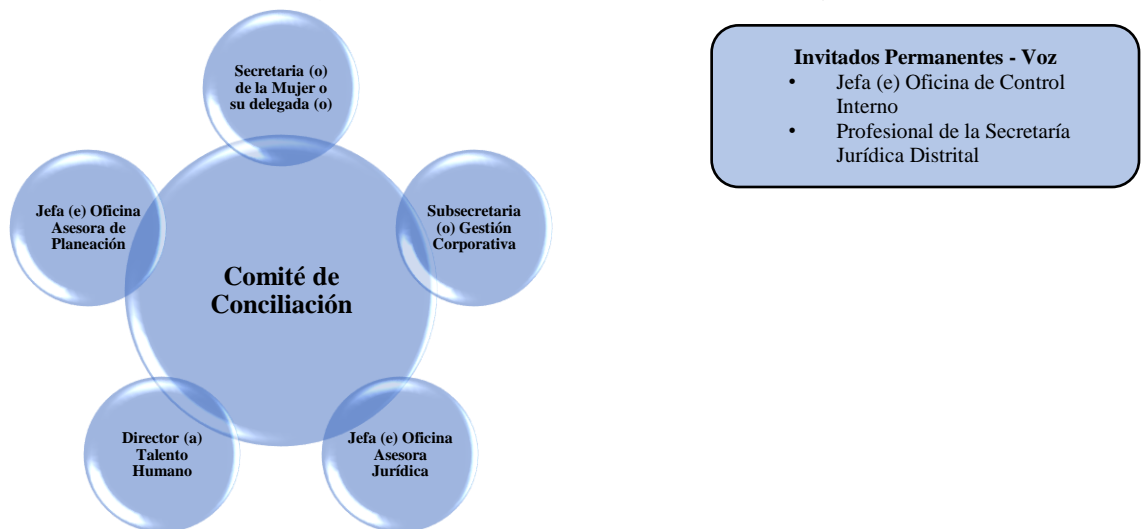 Secretaria (o)
de la Mujer o
su delegada (o)
Invitados Permanentes - Voz
• Jefa (e) Oficina de Control
Interno
• Profesional de la Secretaría
Jurídica Distrital
Jefa (e) Oficina
Asesora de
Planeación
Subsecretaria
(o) Gestión
Corporativa
Comité de
Conciliación
Director (a)
Talento
Humano
Jefa (e) Oficina
Asesora
Jurídica